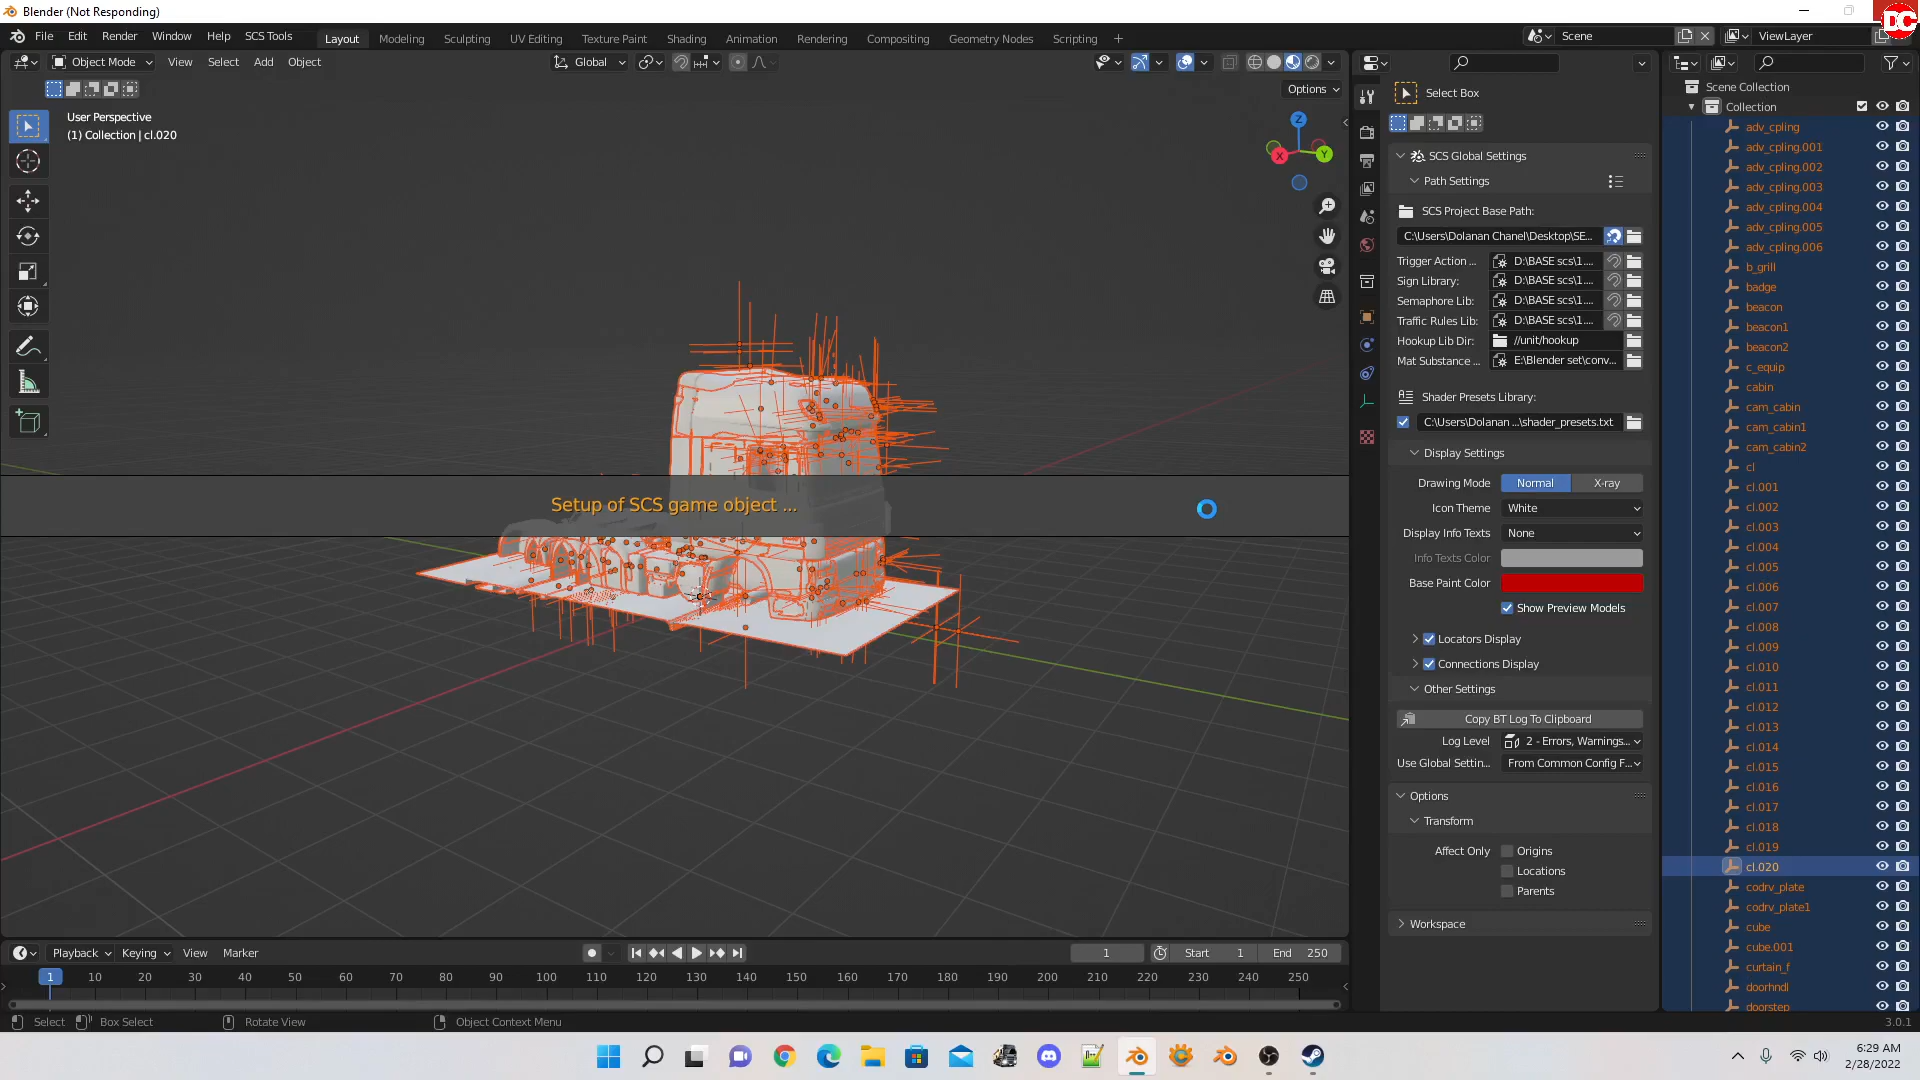 Blender (Not Responding)
DC
File Edit Render Window Help SCS Tools Layout Modeling Sculpting UV Editing Texture Paint Shading Animation Rendering Compositing Geometry Nodes Scripting + Scene ViewLayer
Object Mode View Select Add Object Global
Options
User Perspective
(1) Collection | cl.020
Z
X
Y
Setup of SCS game object ...
Select Box
SCS Global Settings
Path Settings
SCS Project Base Path:
C:\Users\Dolanan Chanel\Desktop\SE...
Trigger Action ... D:\BASE scs\1....
Sign Library: D:\BASE scs\1....
Semaphore Lib: D:\BASE scs\1....
Traffic Rules Lib: D:\BASE scs\1....
Hookup Lib Dir: //unit/hookup
Mat Substance ... E:\Blender set\conv...
Shader Presets Library:
C:\Users\Dolanan ...\shader_presets.txt
Display Settings
Drawing Mode Normal X-ray
Icon Theme White
Display Info Texts None
Info Texts Color
Base Paint Color
Show Preview Models
Locators Display
Connections Display
Other Settings
Copy BT Log To Clipboard
Log Level 2 - Errors, Warnings...
Use Global Settin... From Common Config F...
Options
Transform
Affect Only Origins
Locations
Parents
Workspace
Scene Collection
Collection
adv_cpling
adv_cpling.001
adv_cpling.002
adv_cpling.003
adv_cpling.004
adv_cpling.005
adv_cpling.006
b_grill
badge
beacon
beacon1
beacon2
c_equip
cabin
cam_cabin
cam_cabin1
cam_cabin2
cl
cl.001
cl.002
cl.003
cl.004
cl.005
cl.006
cl.007
cl.008
cl.009
cl.010
cl.011
cl.012
cl.013
cl.014
cl.015
cl.016
cl.017
cl.018
cl.019
cl.020
codrv_plate
codrv_plate1
cube
cube.001
curtain_f
doorhndl
doorstep
Playback Keying View Marker 1 Start 1 End 250
1 10 20 30 40 50 60 70 80 90 100 110 120 130 140 150 160 170 180 190 200 210 220 230 240 250
Select Box Select Rotate View Object Context Menu 3.0.1
6:29 AM
2/28/2022